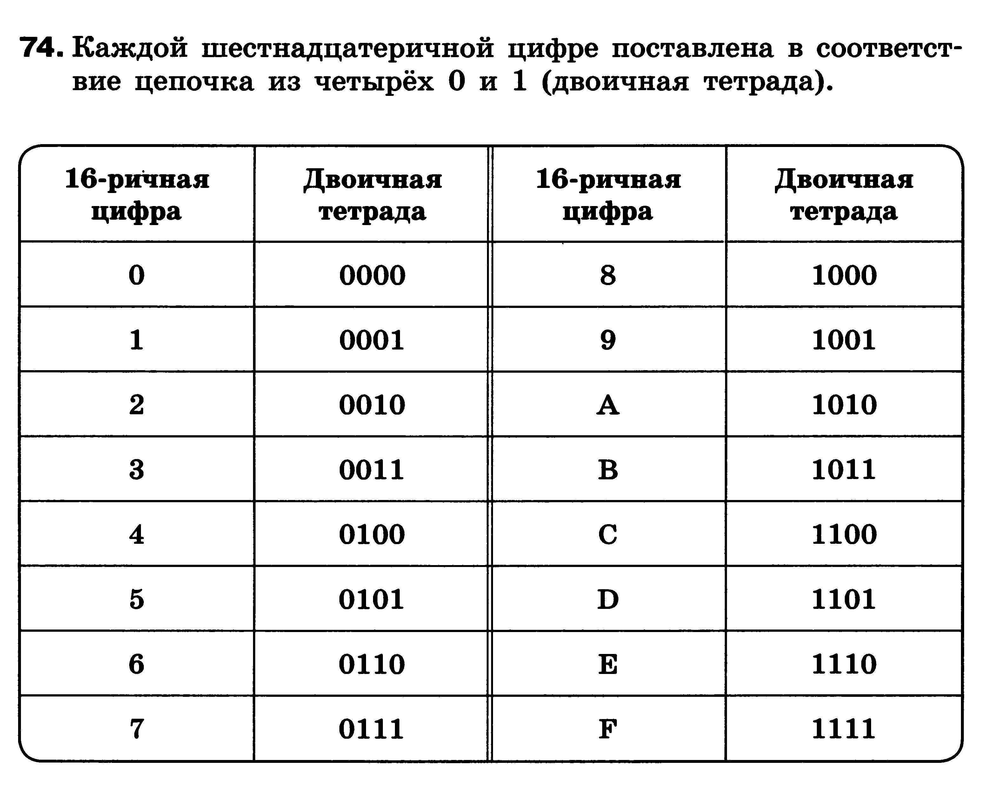 74. Каждой шестнадцатеричной цифре поставлена в соответст-
вие цепочка из четырёх 0 и 1 (двоичная тетрада).
16-ричная цифра Двоичная тетрада 16-ричная цифра Двоичная тетрада
0 0000 8 1000
1 0001 9 1001
2 0010 A 1010
3 0011 B 1011
4 0100 C 1100
5 0101 D 1101
6 0110 E 1110
7 0111 F 1111